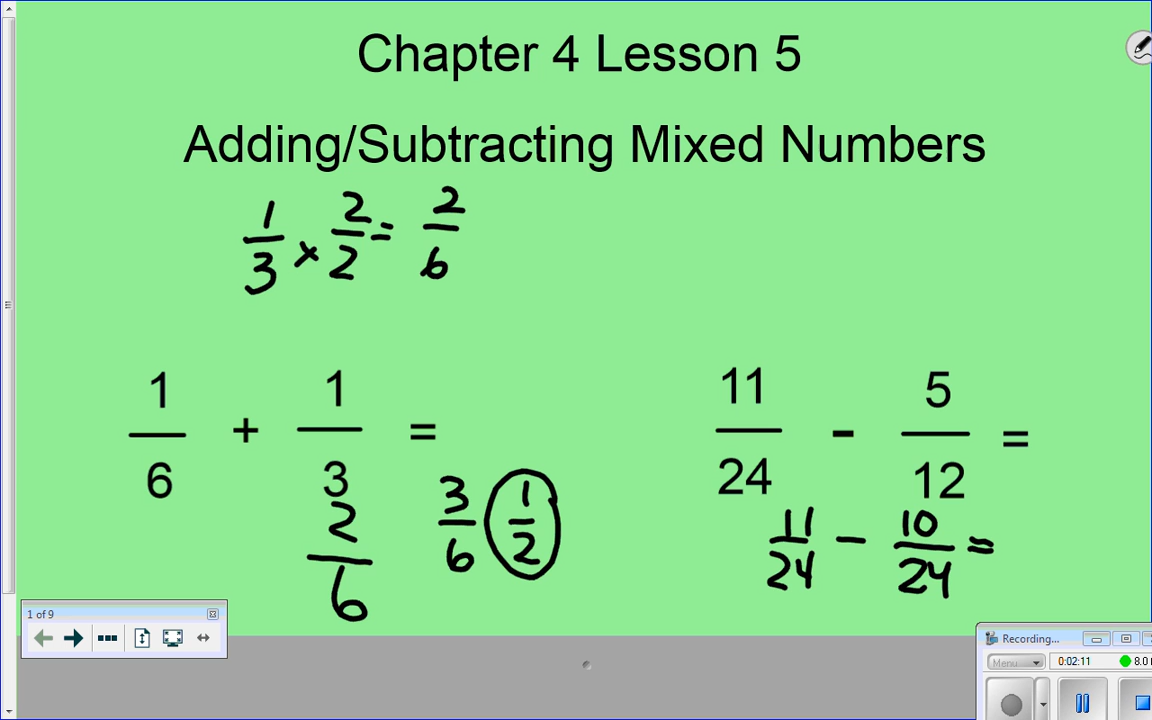 Chapter 4 Lesson 5
Adding/Subtracting Mixed Numbers
1/3 × 2/2 = 2/6
1/6 + 1/3 =
2/6 3/6 1/2
11/24 - 5/12 =
11/24 - 10/24 =
1 of 9
Recording...
Menu 0:02:11 8.0